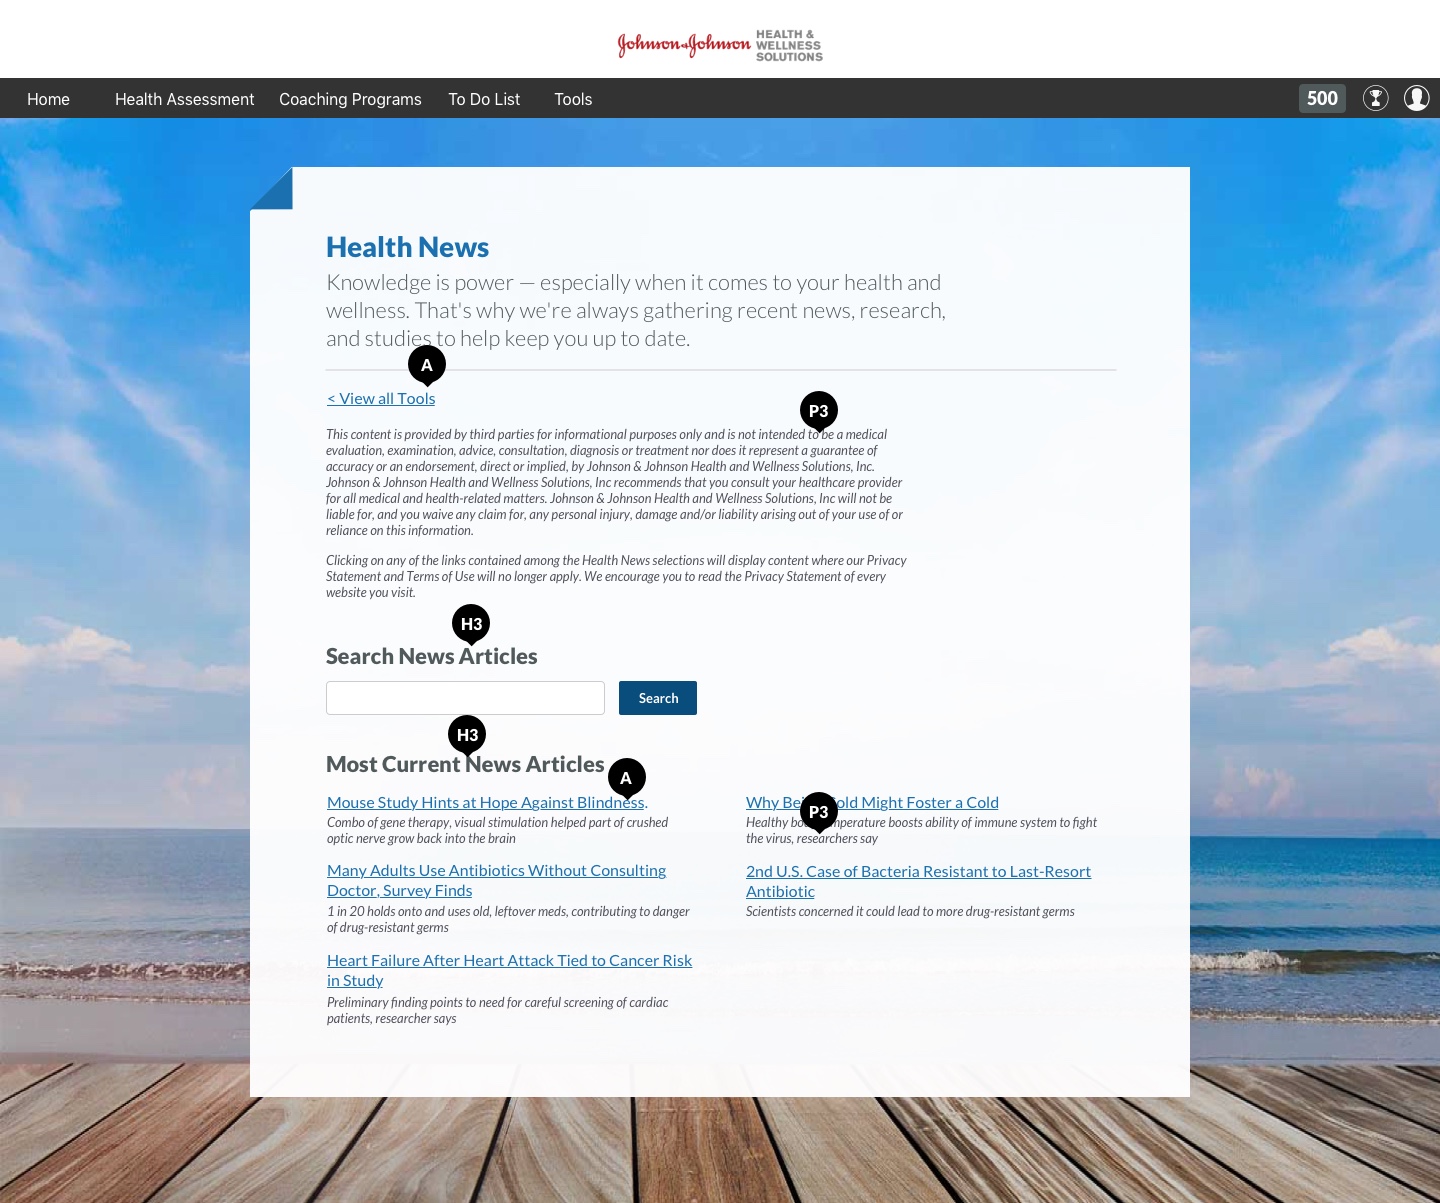 Johnson & Johnson HEALTH &
WELLNESS
SOLUTIONS
Home Health Assessment Coaching Programs To Do List Tools 500
Health News
Knowledge is power — especially when it comes to your health and
wellness. That's why we're always gathering recent news, research,
and studies to help keep you up to date.
A
< View all Tools
P3
This content is provided by third parties for informational purposes only and is not intended to be a medical
evaluation, examination, advice, consultation, diagnosis or treatment nor does it represent a guarantee of
accuracy or an endorsement, direct or implied, by Johnson & Johnson Health and Wellness Solutions, Inc.
Johnson & Johnson Health and Wellness Solutions, Inc recommends that you consult your healthcare provider
for all medical and health-related matters. Johnson & Johnson Health and Wellness Solutions, Inc will not be
liable for, and you waive any claim for, any personal injury, damage and/or liability arising out of your use of or
reliance on this information.
Clicking on any of the links contained among the Health News selections will display content where our Privacy
Statement and Terms of Use will no longer apply. We encourage you to read the Privacy Statement of every
website you visit.
H3
Search News Articles
Search
H3
Most Current News Articles
A
Mouse Study Hints at Hope Against Blindness.
Combo of gene therapy, visual stimulation helped part of crushed
optic nerve grow back into the brain
Many Adults Use Antibiotics Without Consulting
Doctor, Survey Finds
1 in 20 holds onto and uses old, leftover meds, contributing to danger
of drug-resistant germs
Heart Failure After Heart Attack Tied to Cancer Risk
in Study
Preliminary finding points to need for careful screening of cardiac
patients, researcher says
P3
Why Being Cold Might Foster a Cold
Healthy body temperature boosts ability of immune system to fight
the virus, researchers say
2nd U.S. Case of Bacteria Resistant to Last-Resort
Antibiotic
Scientists concerned it could lead to more drug-resistant germs